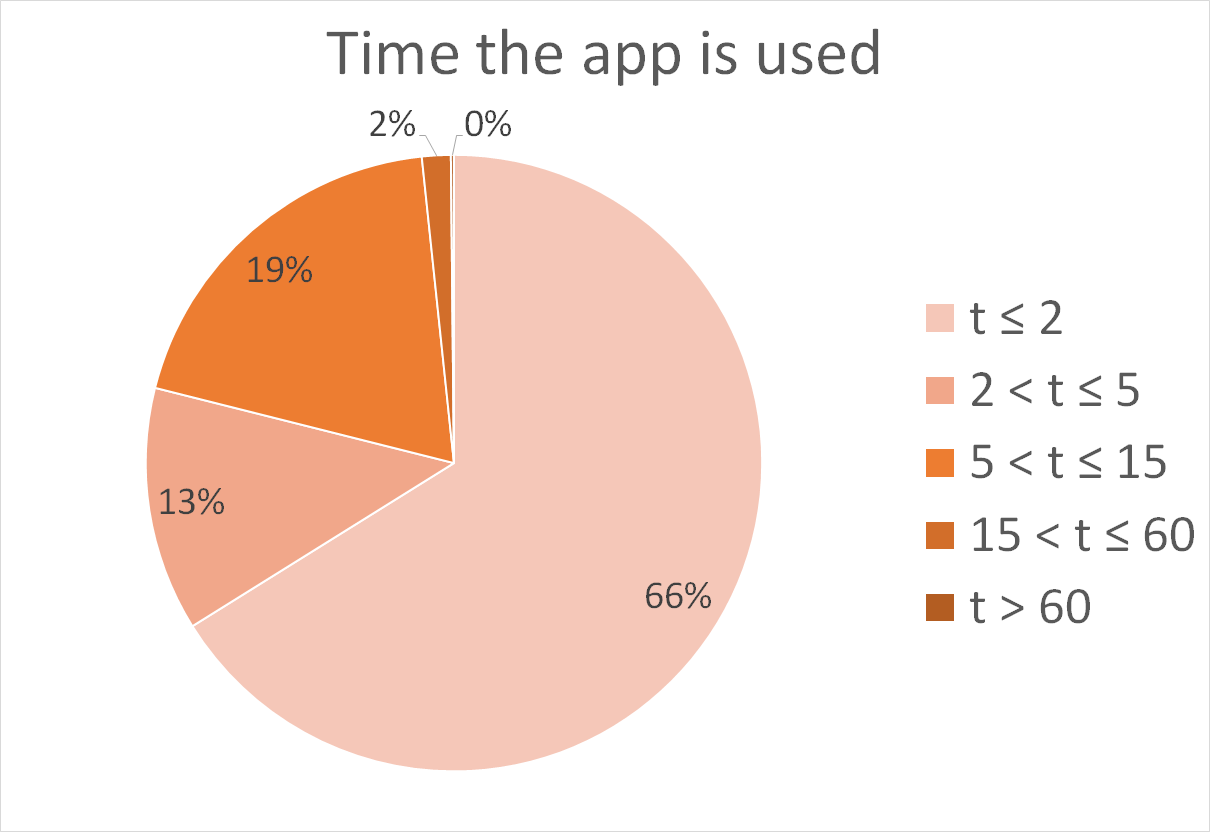 Time the app is used
2% 0%
19%
13%
66%
t ≤ 2
2 < t ≤ 5
5 < t ≤ 15
15 < t ≤ 60
t > 60